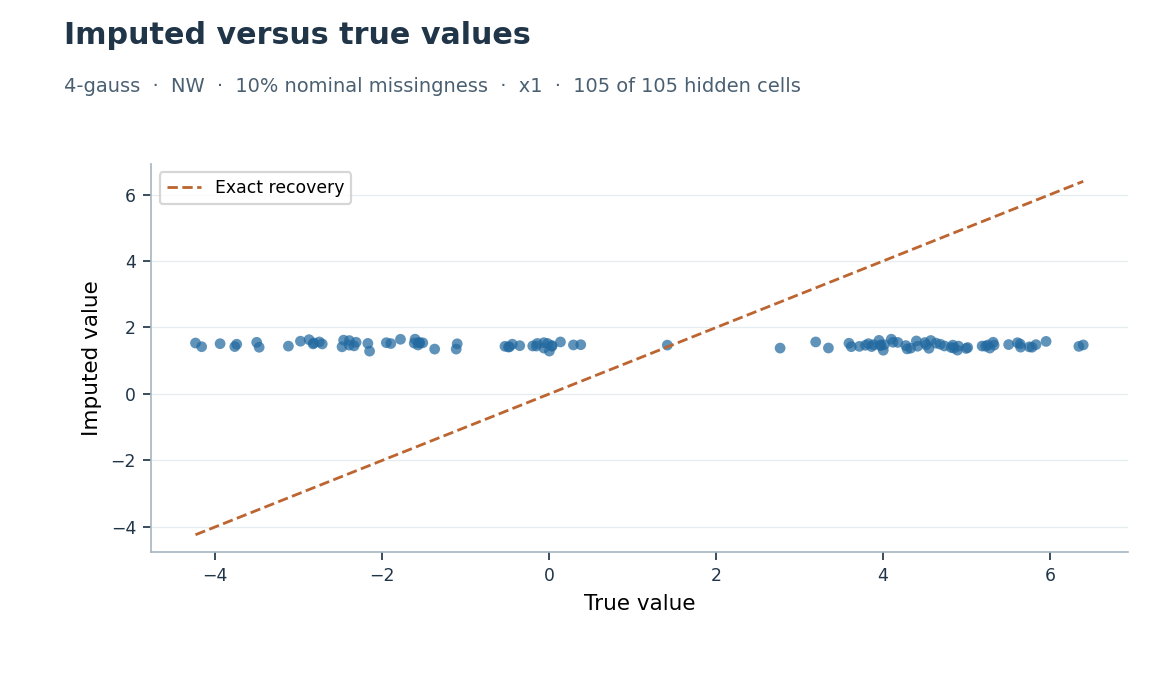 Imputed versus true values
4-gauss · NW · 10% nominal missingness · x1 · 105 of 105 hidden cells
Exact recovery
6
4
2
0
−2
−4
Imputed value
−4
−2
0
2
4
6
True value